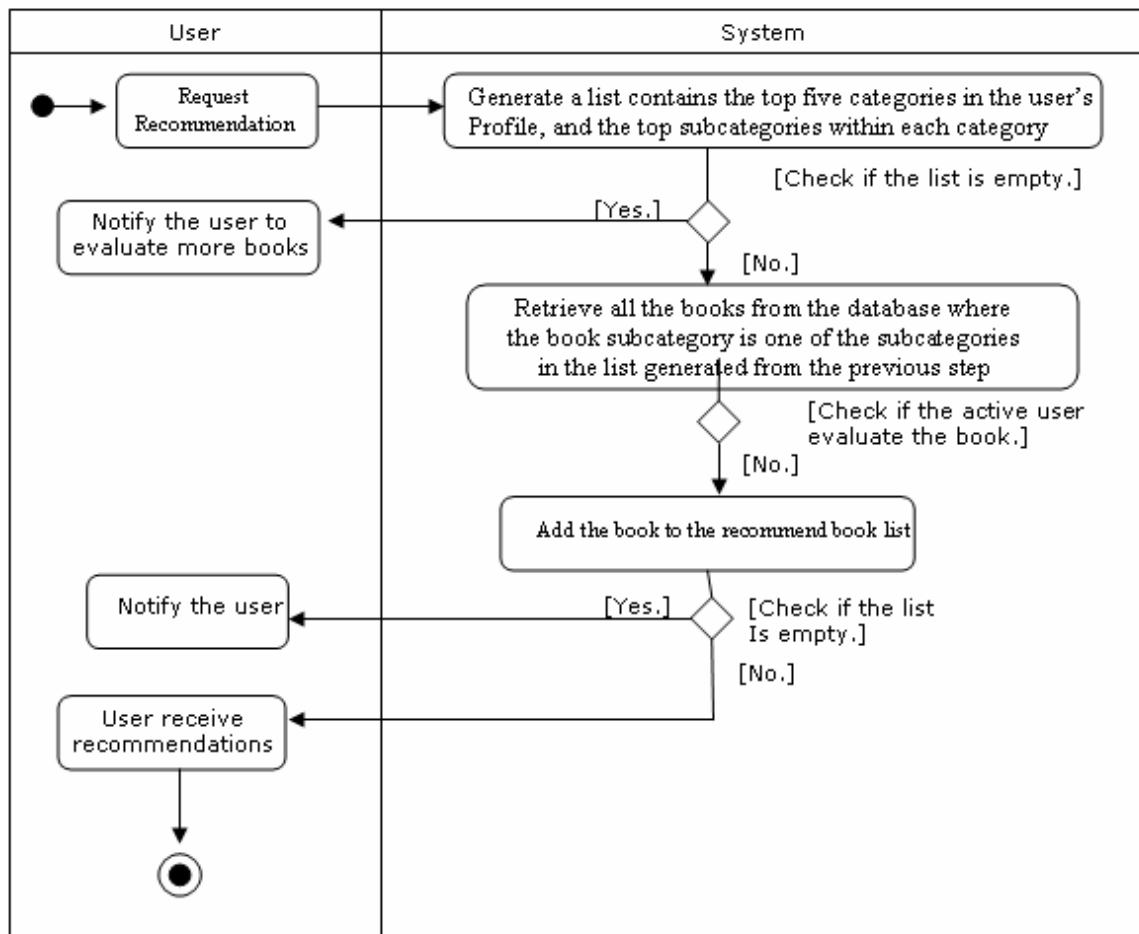 User
System
Request
Recommendation
Generate a list contains the top five categories in the user's
Profile, and the top subcategories within each category
[Check if the list is empty.]
[Yes.]
Notify the user to
evaluate more books
[No.]
Retrieve all the books from the database where
the book subcategory is one of the subcategories
in the list generated from the previous step
[Check if the active user
evaluate the book.]
[No.]
Add the book to the recommend book list
Notify the user
[Yes.]
[Check if the list
Is empty.]
[No.]
User receive
recommendations